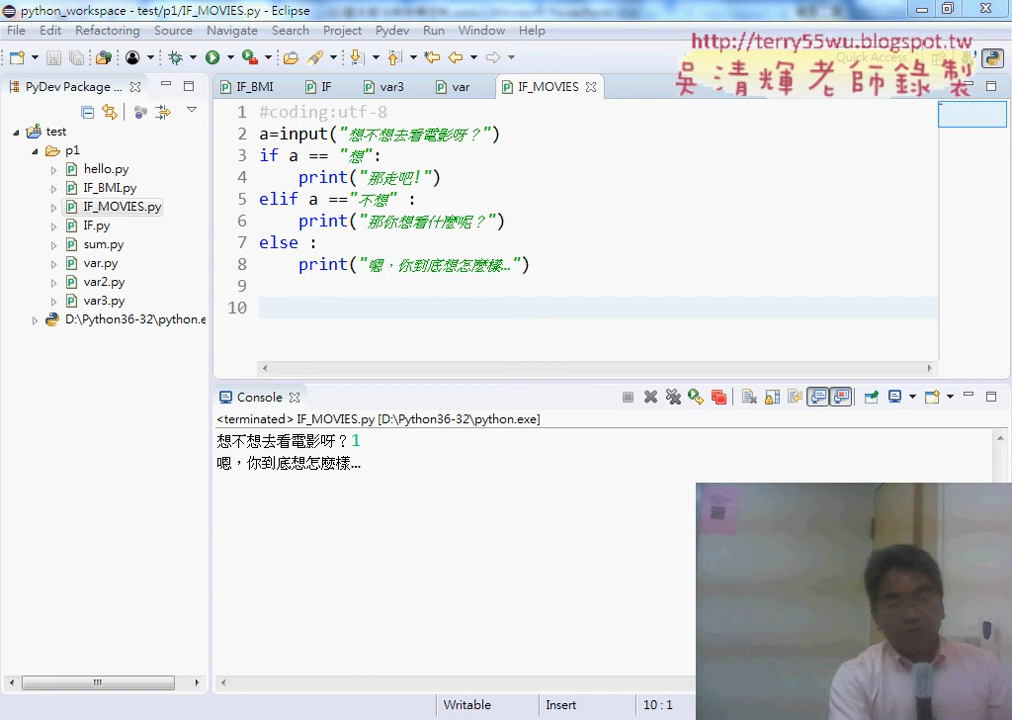 python_workspace - test/p1/IF_MOVIES.py - Eclipse
File Edit Refactoring Source Navigate Search Project Pydev Run Window Help
http://terry55wu.blogspot.tw
Quick Access
吳清輝老師錄製
PyDev Package ...
IF_BMI IF var3 var IF_MOVIES
test
p1
hello.py
IF_BMI.py
IF_MOVIES.py
IF.py
sum.py
var.py
var2.py
var3.py
D:\Python36-32\python.e
1 #coding:utf-8
2 a=input("想不想去看電影呀？")
3 if a == "想":
4 print("那走吧!")
5 elif a =="不想" :
6 print("那你想看什麼呢？")
7 else :
8 print("嗯，你到底想怎麼樣…")
9
10
Console
<terminated> IF_MOVIES.py [D:\Python36-32\python.exe]
想不想去看電影呀？1
嗯，你到底想怎麼樣…
Writable Insert 10 : 1